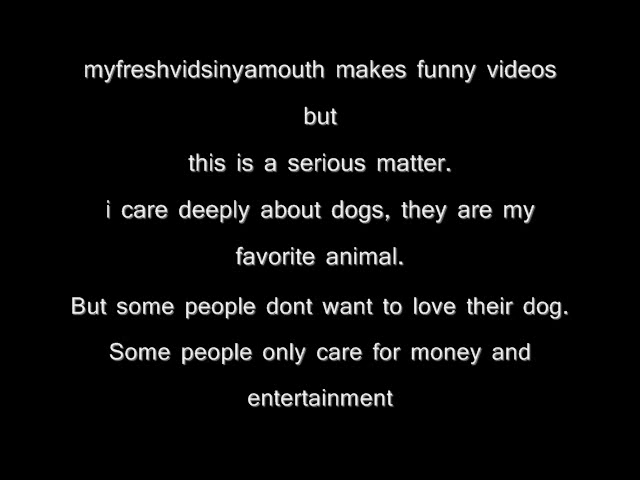 myfreshvidsinyamouth makes funny videos
but
this is a serious matter.
i care deeply about dogs, they are my
favorite animal.
But some people dont want to love their dog.
Some people only care for money and
entertainment